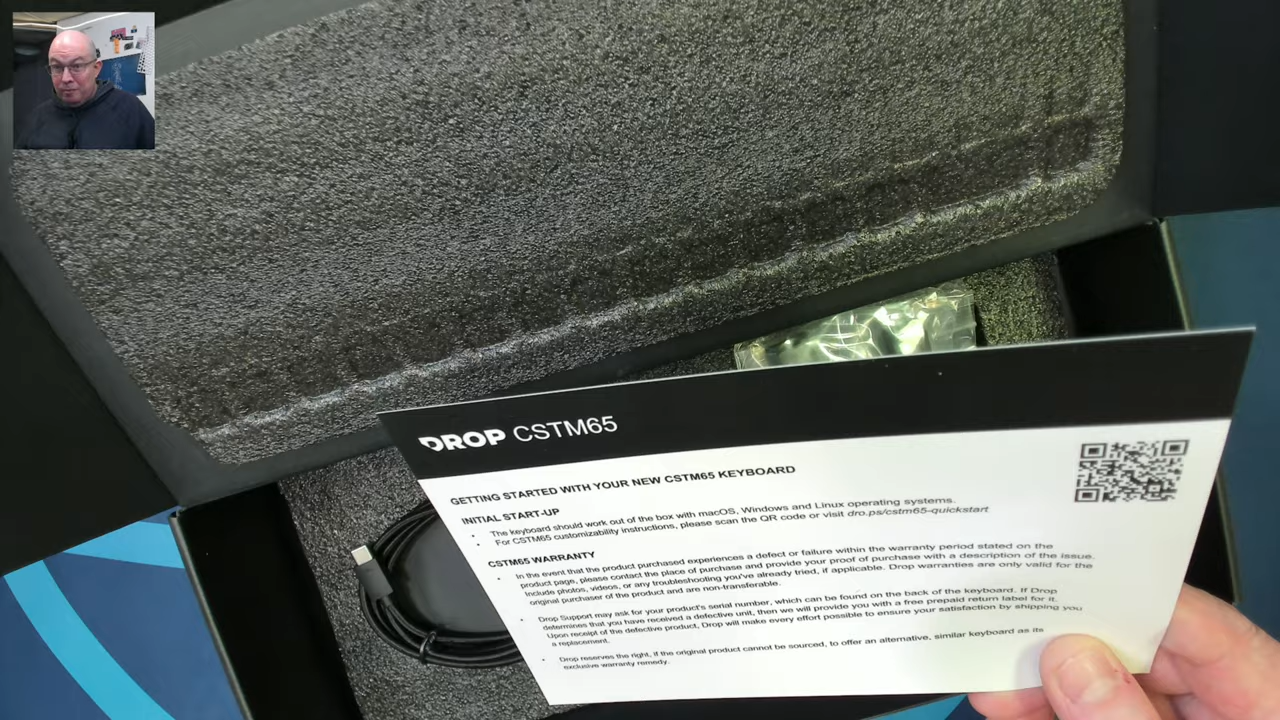 DROP CSTM65
GETTING STARTED WITH YOUR NEW CSTM65 KEYBOARD
INITIAL START-UP
• The keyboard should work out of the box with macOS, Windows and Linux operating systems.
• For CSTM65 customizability instructions, please scan the QR code or visit dro.ps/cstm65-quickstart
CSTM65 WARRANTY
• In the event that the product purchased experiences a defect or failure within the warranty period stated on the
product page, please contact the place of purchase and provide your proof of purchase with a description of the issue.
Include photos, videos, or any troubleshooting you've already tried, if applicable. Drop warranties are only valid for the
original purchaser of the product and are non-transferable.
• Drop Support may ask for your product's serial number, which can be found on the back of the keyboard. If Drop
determines that you have received a defective unit, then we will provide you with a free prepaid return label for it.
Upon receipt of the defective product, Drop will make every effort possible to ensure your satisfaction by shipping you
a replacement.
• Drop reserves the right, if the original product cannot be sourced, to offer an alternative, similar keyboard as its
exclusive warranty remedy.